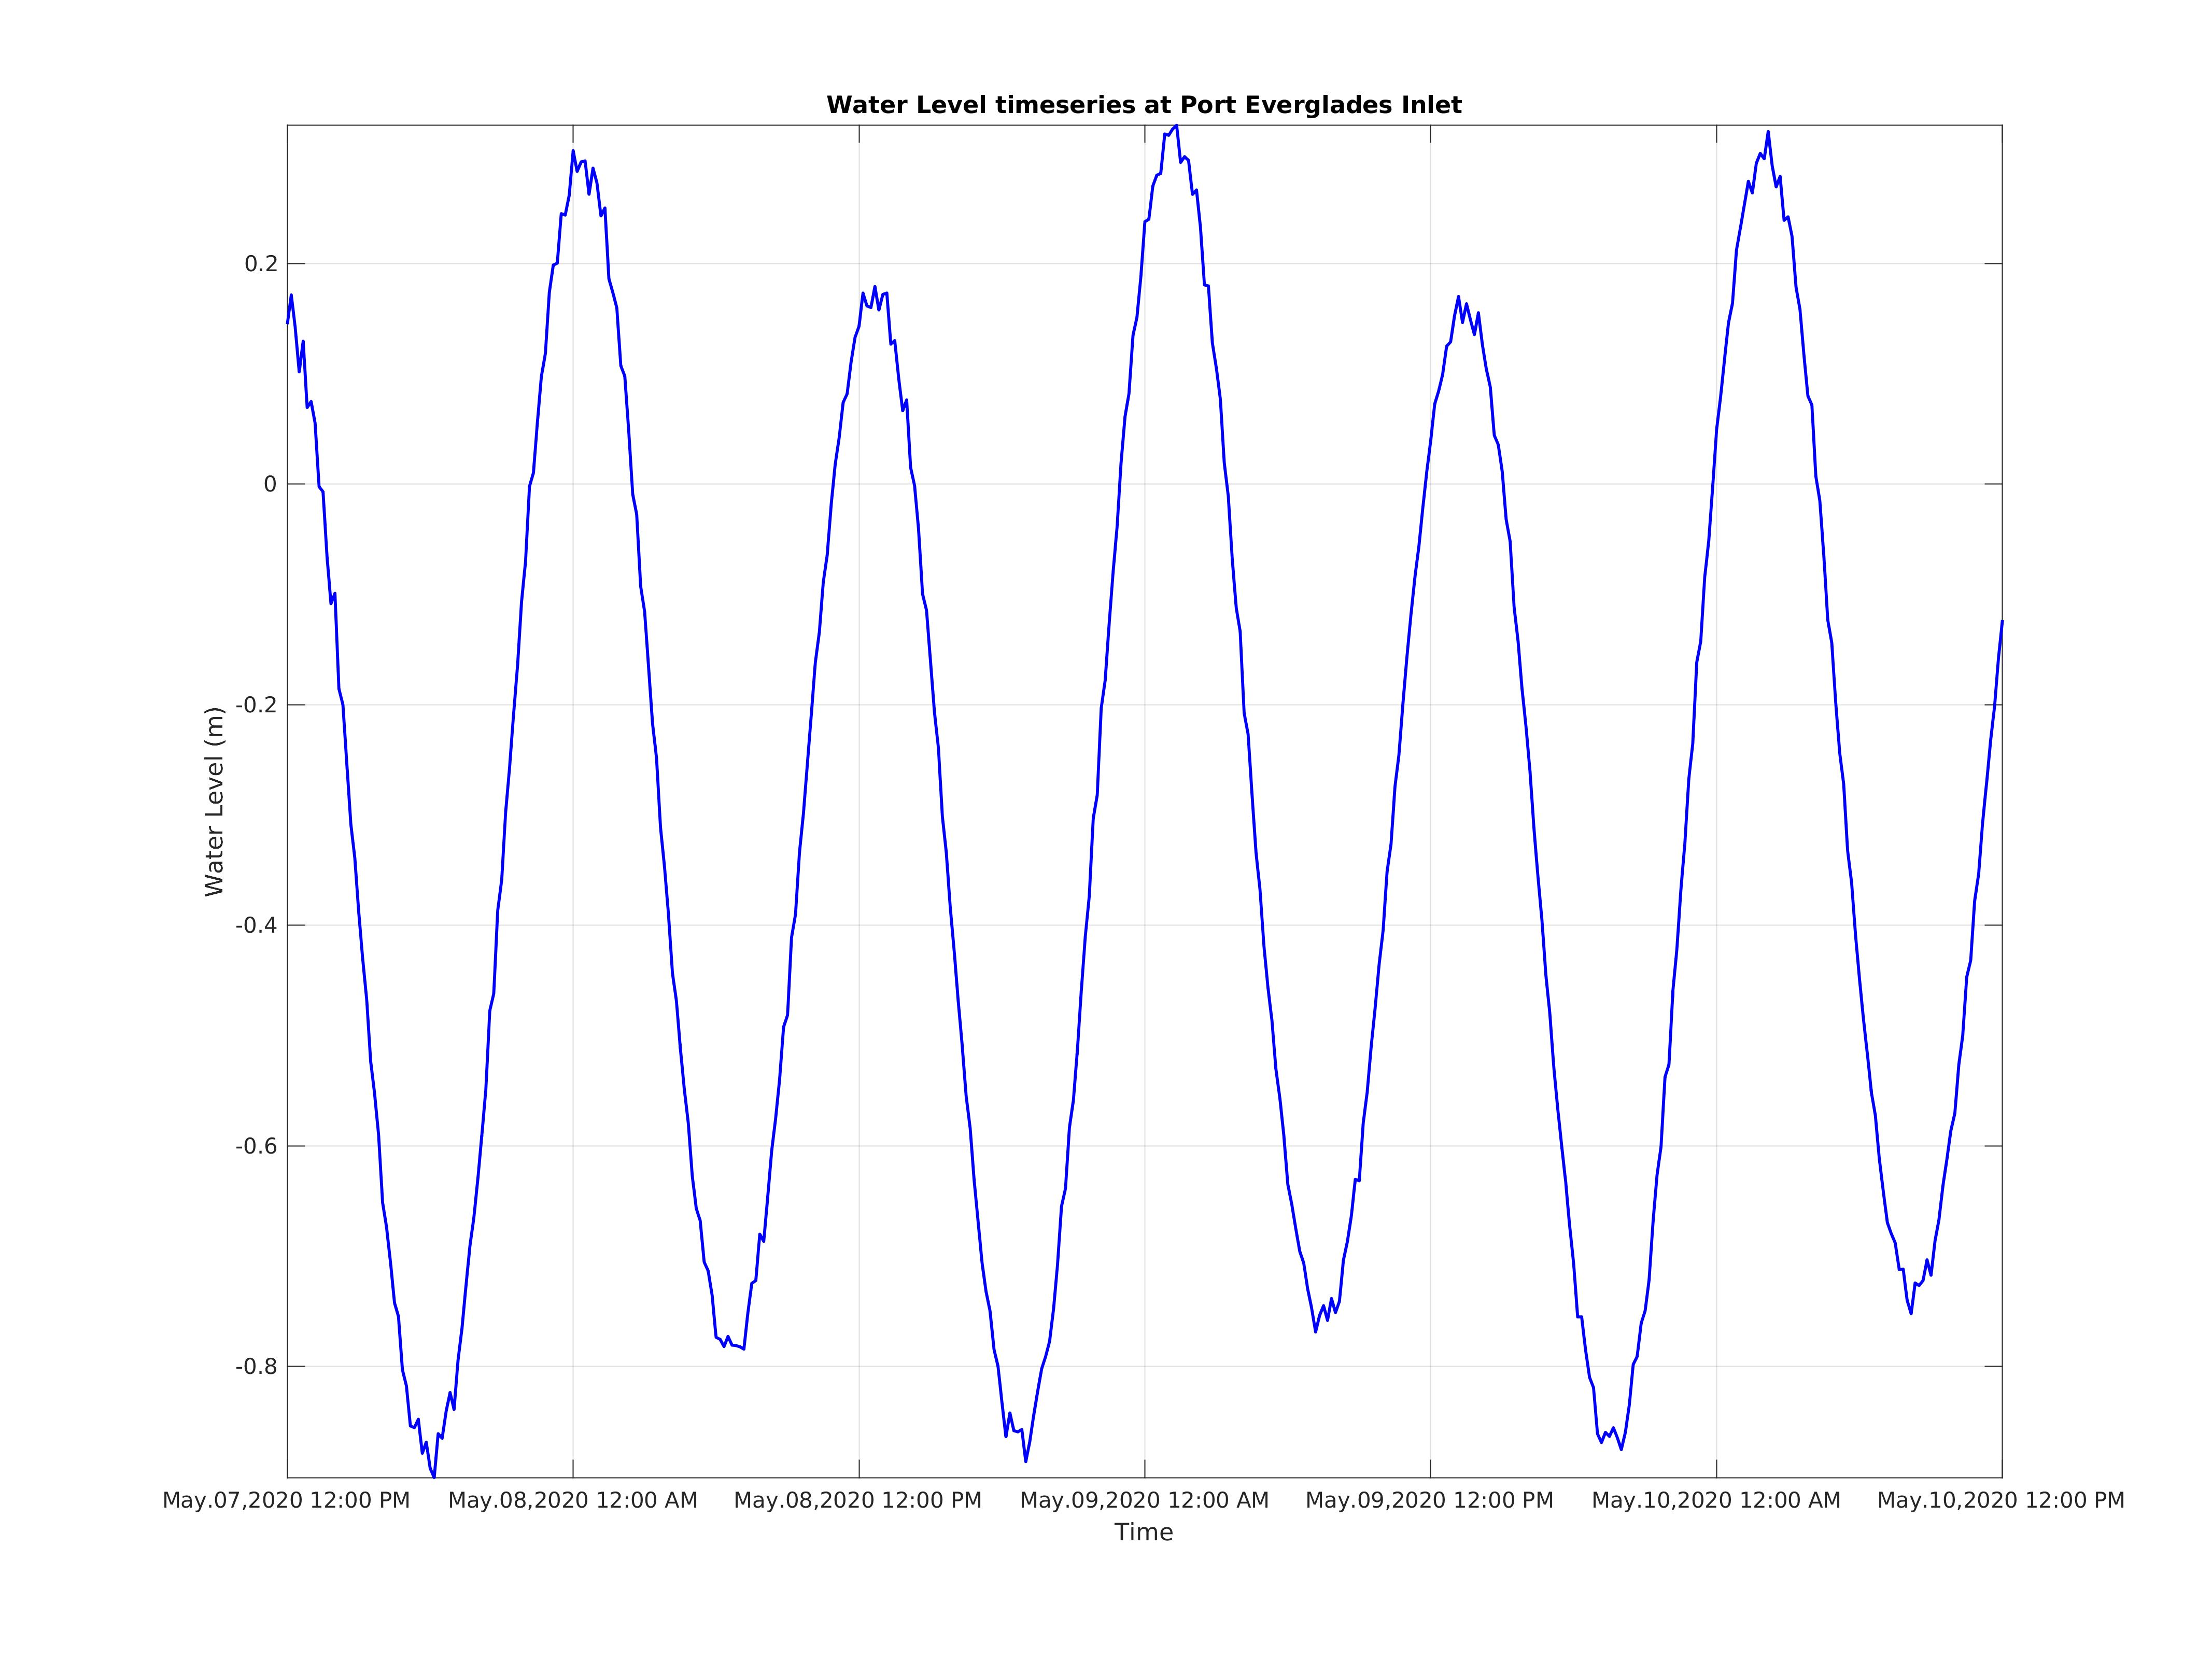 Water Level timeseries at Port Everglades Inlet
0.2
0
-0.2
-0.4
-0.6
-0.8
Water Level (m)
May.07,2020 12:00 PM May.08,2020 12:00 AM May.08,2020 12:00 PM May.09,2020 12:00 AM May.09,2020 12:00 PM May.10,2020 12:00 AM May.10,2020 12:00 PM
Time